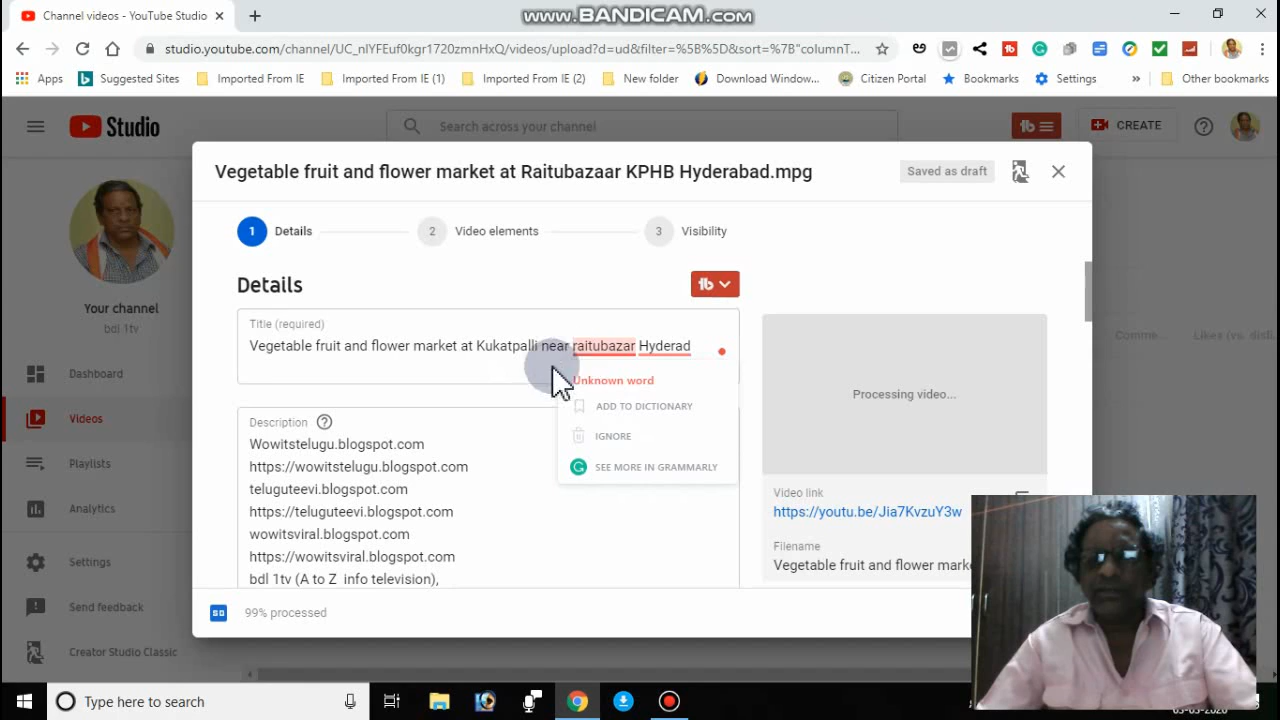 www.BANDICAM.com
Channel videos - YouTube Studio
studio.youtube.com/channel/UC_nIYFEuf0kgr1720zmnHxQ/videos/upload?d=ud&filter=%5B%5D&sort=%7B"columnT...
Apps Suggested Sites Imported From IE Imported From IE (1) Imported From IE (2) New folder Download Window... Citizen Portal Bookmarks Settings » Other bookmarks
Studio
Search across your channel
CREATE
Vegetable fruit and flower market at Raitubazaar KPHB Hyderabad.mpg
Saved as draft
1 Details 2 Video elements 3 Visibility
Your channel
bdl 1tv
Dashboard
Videos
Playlists
Analytics
Settings
Send feedback
Creator Studio Classic
Details
Title (required)
Vegetable fruit and flower market at Kukatpalli near raitubazar Hyderad
Unknown word
ADD TO DICTIONARY
IGNORE
SEE MORE IN GRAMMARLY
Description
Wowitstelugu.blogspot.com
https://wowitstelugu.blogspot.com
teluguteevi.blogspot.com
https://teluguteevi.blogspot.com
wowitsviral.blogspot.com
https://wowitsviral.blogspot.com
bdl 1tv (A to Z info television),
Processing video...
Video link
https://youtu.be/Jia7KvzuY3w
Filename
Vegetable fruit and flower marke
Comme... Likes (vs. disli
SD 99% processed
Type here to search